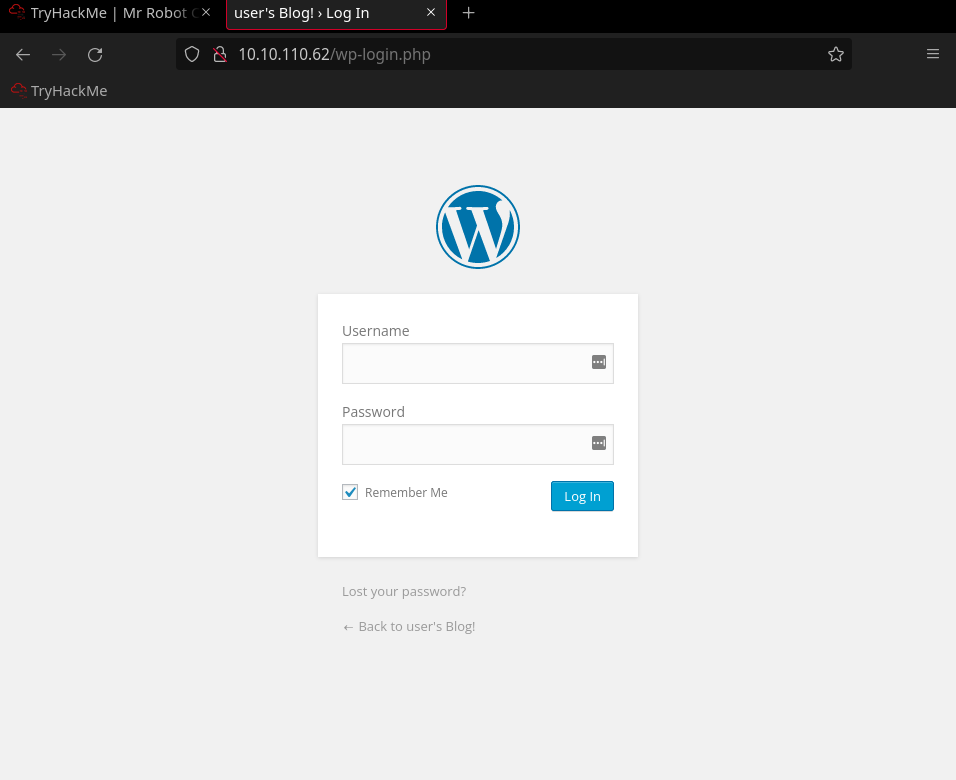 TryHackMe | Mr Robot C
user's Blog! › Log In
10.10.110.62/wp-login.php
TryHackMe
Username
Password
Remember Me
Log In
Lost your password?
← Back to user's Blog!